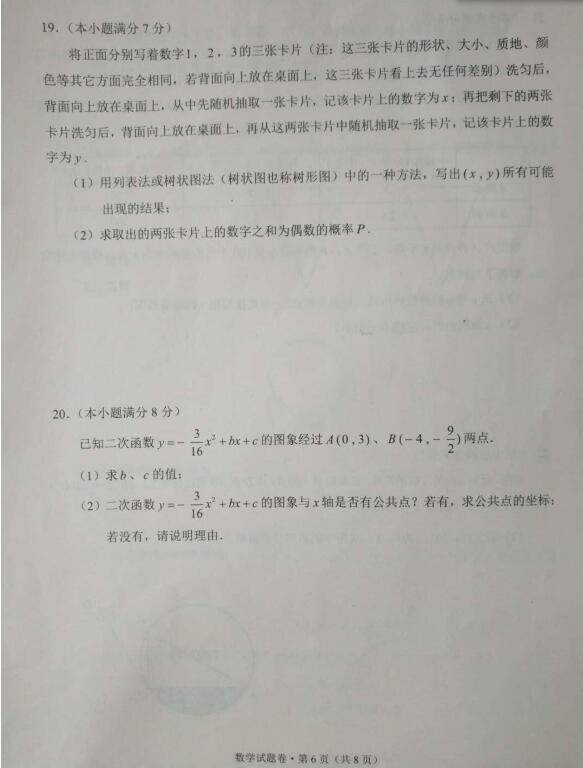 19.（本小题满分 7 分）
将正面分别写着数字 1，2，3的三张卡片（注：这三张卡片的形状、大小、质地、颜
色等其它方面完全相同，若背面向上放在桌面上，这三张卡片看上去无任何差别）洗匀后，
背面向上放在桌面上，从中先随机抽取一张卡片，记该卡片上的数字为 x；再把剩下的两张
卡片洗匀后，背面向上放在桌面上，再从这两张卡片中随机抽取一张卡片，记该卡片上的数
字为 y．
（1）用列表法或树状图法（树状图也称树形图）中的一种方法，写出 (x , y) 所有可能
出现的结果；
（2）求取出的两张卡片上的数字之和为偶数的概率 P．
20．（本小题满分 8 分）
已知二次函数 y = − 3/16 x² + bx + c 的图象经过 A (0 , 3) 、 B (− 4 , − 9/2) 两点．
（1）求 b 、 c 的值；
（2）二次函数 y = − 3/16 x² + bx + c 的图象与 x 轴是否有公共点？若有，求公共点的坐标；
若没有，请说明理由．
数学试题卷 · 第 6 页（共 8 页）